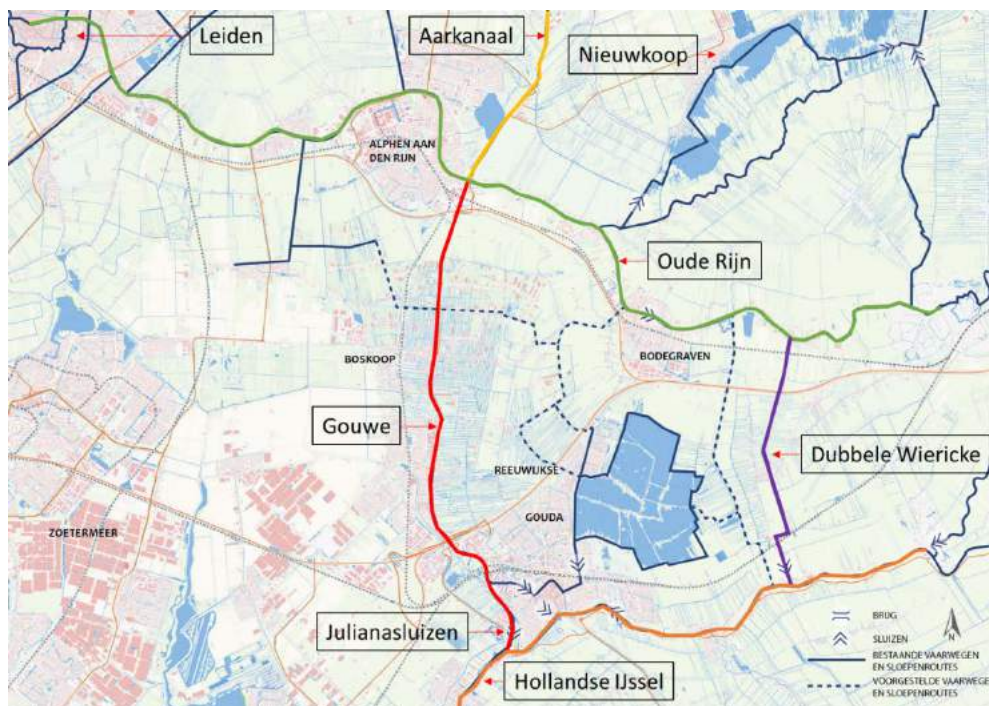 Leiden
Aarkanaal
Nieuwkoop
ALPHEN AAN
DEN RIJN
Oude Rijn
BOSKOOP
BODEGRAVEN
Gouwe
Dubbele Wiericke
REEUWIJKSE
GOUDA
ZOETERMEER
Julianasluizen
Hollandse IJssel
BRUG
SLUIZEN
BESTAANDE VAARWEGEN
EN SLOEPENROUTES
VOORGESTELDE VAARWEGE
EN SLOEPENROUTES
N